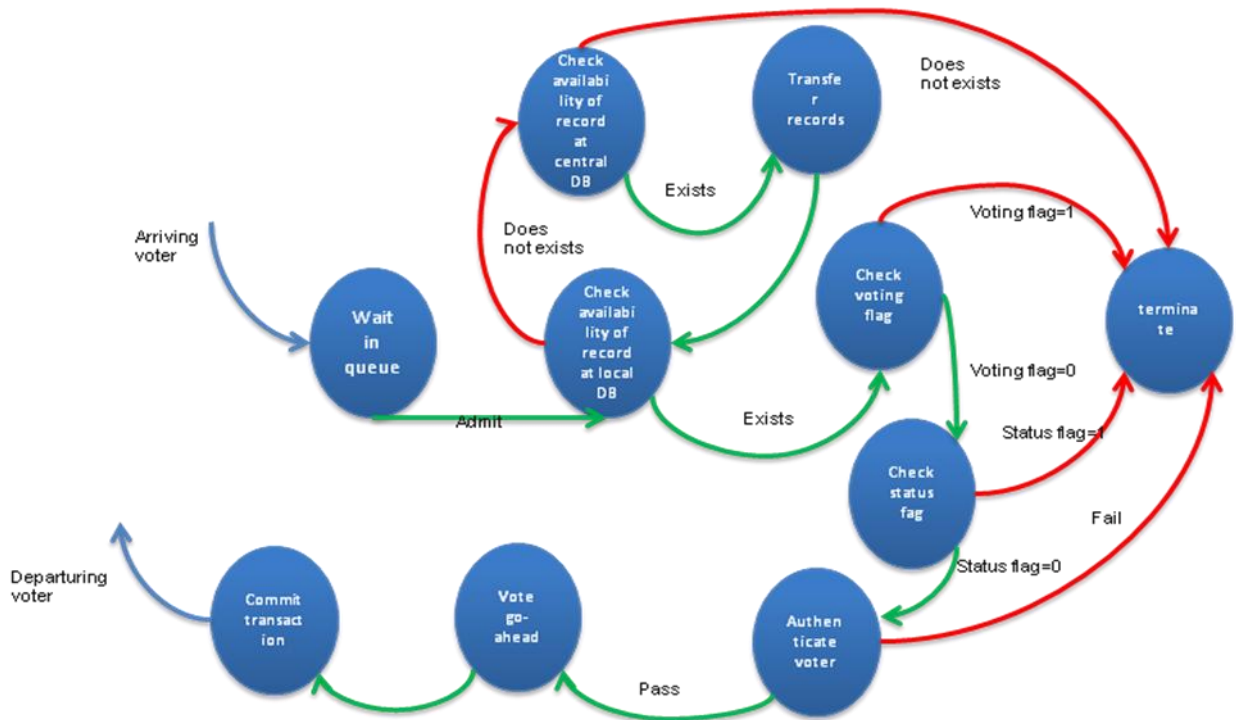 Check
availabi
lity of
record
at
central
DB
Transfe
r
records
Does
not exists
Exists
Voting flag=1
Arriving
voter
Does
not exists
Check
voting
flag
Wait
in
queue
Check
availabi
lity of
record
at local
DB
termina
te
Voting flag=0
Admit
Exists
Status flag=1
Check
status
fag
Fail
Status flag=0
Departuring
voter
Commit
transact
ion
Vote
go-
ahead
Authen
ticate
voter
Pass